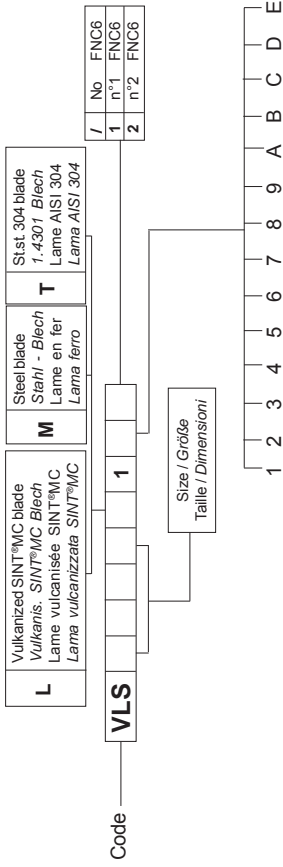 L
Vulkanized SINT®MC blade
Vulkanis. SINT®MC Blech
Lame vulcanisée SINT®MC
Lama vulcanizzata SINT®MC
M
Steel blade
Stahl - Blech
Lame en fer
Lama ferro
T
St.st. 304 blade
1.4301 Blech
Lame AISI 304
Lama AISI 304
Code
VLS
1
/ No FNC6
1 n°1 FNC6
2 n°2 FNC6
Size / Größe
Taille / Dimensioni
1 2 3 4 5 6 7 8 9 A B C D E